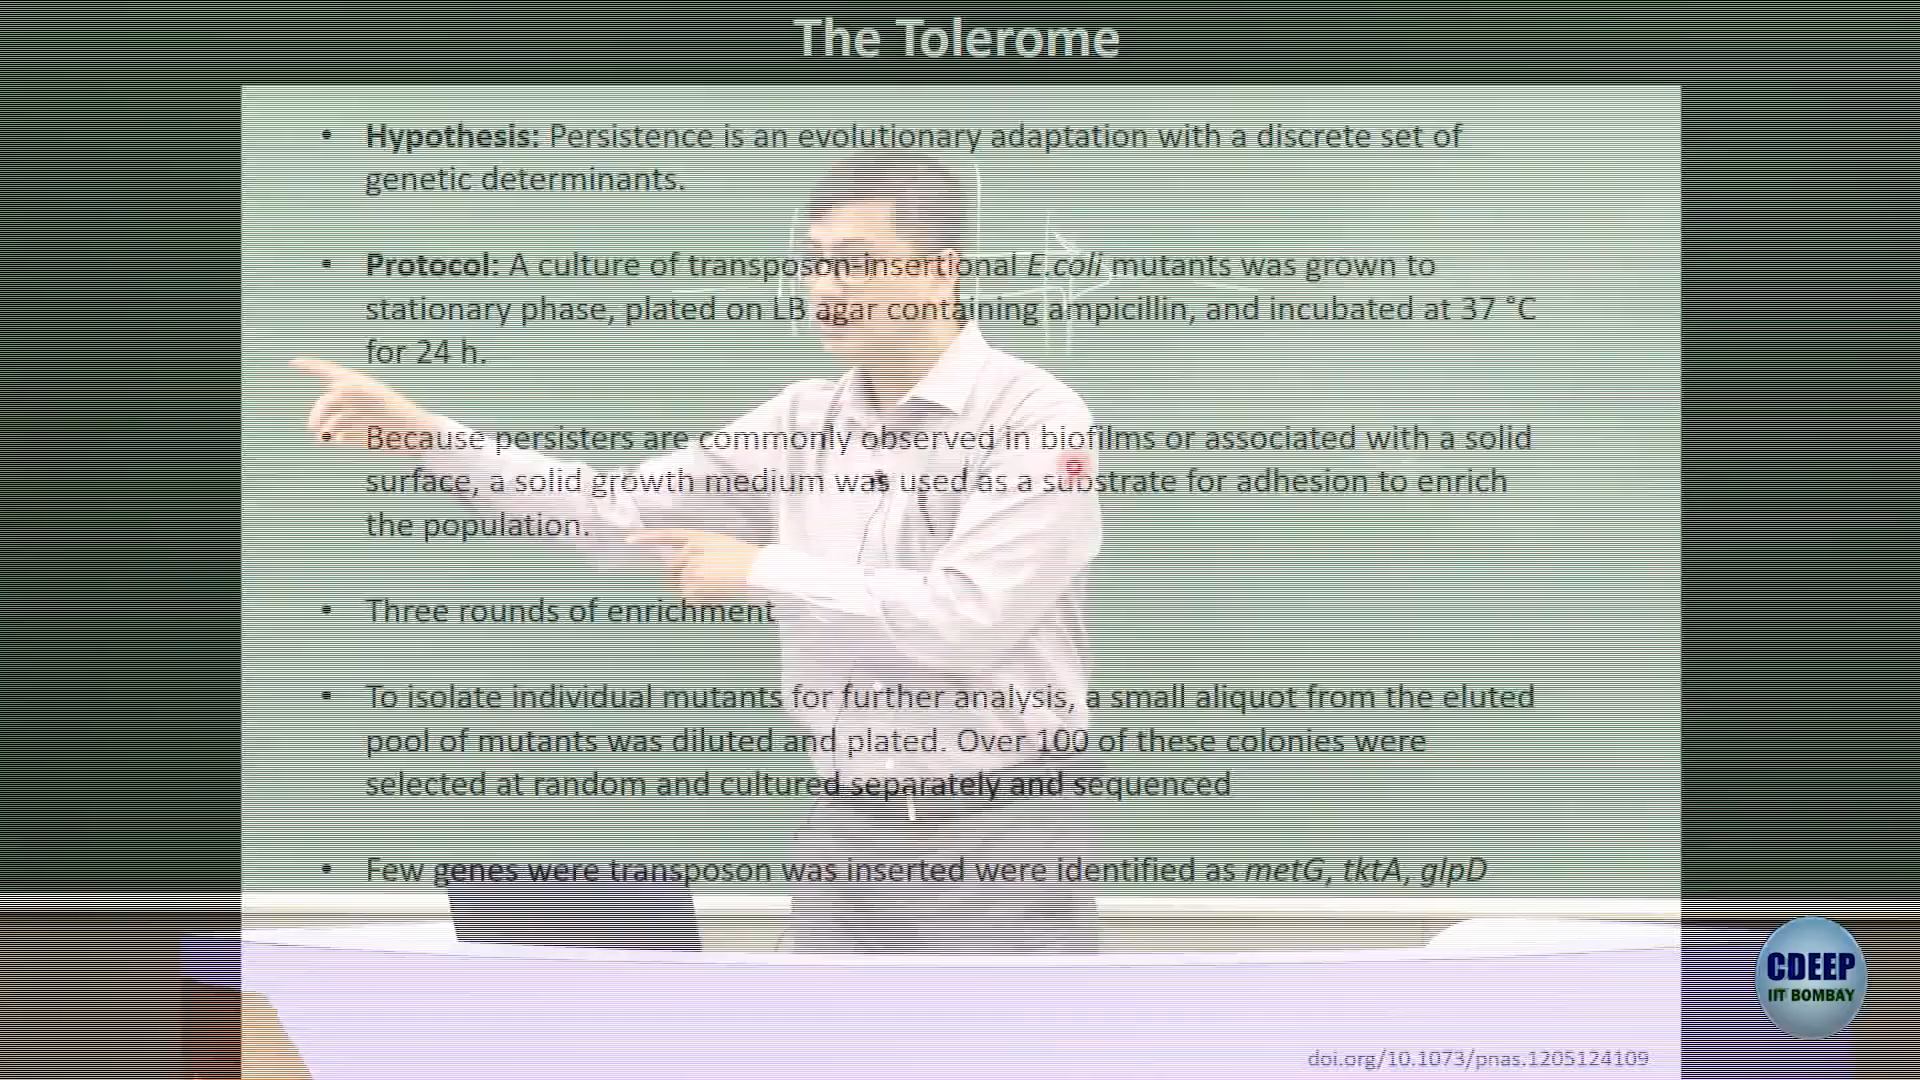 The Tolerome
• Hypothesis: Persistence is an evolutionary adaptation with a discrete set of
genetic determinants.
• Protocol: A culture of transposon-insertional E.coli mutants was grown to
stationary phase, plated on LB agar containing ampicillin, and incubated at 37 °C
for 24 h.
• Because persisters are commonly observed in biofilms or associated with a solid
surface, a solid growth medium was used as a substrate for adhesion to enrich
the population.
• Three rounds of enrichment
• To isolate individual mutants for further analysis, a small aliquot from the eluted
pool of mutants was diluted and plated. Over 100 of these colonies were
selected at random and cultured separately and sequenced
• Few genes were transposon was inserted were identified as metG, tktA, glpD
CDEEP
IIT BOMBAY
doi.org/10.1073/pnas.1205124109